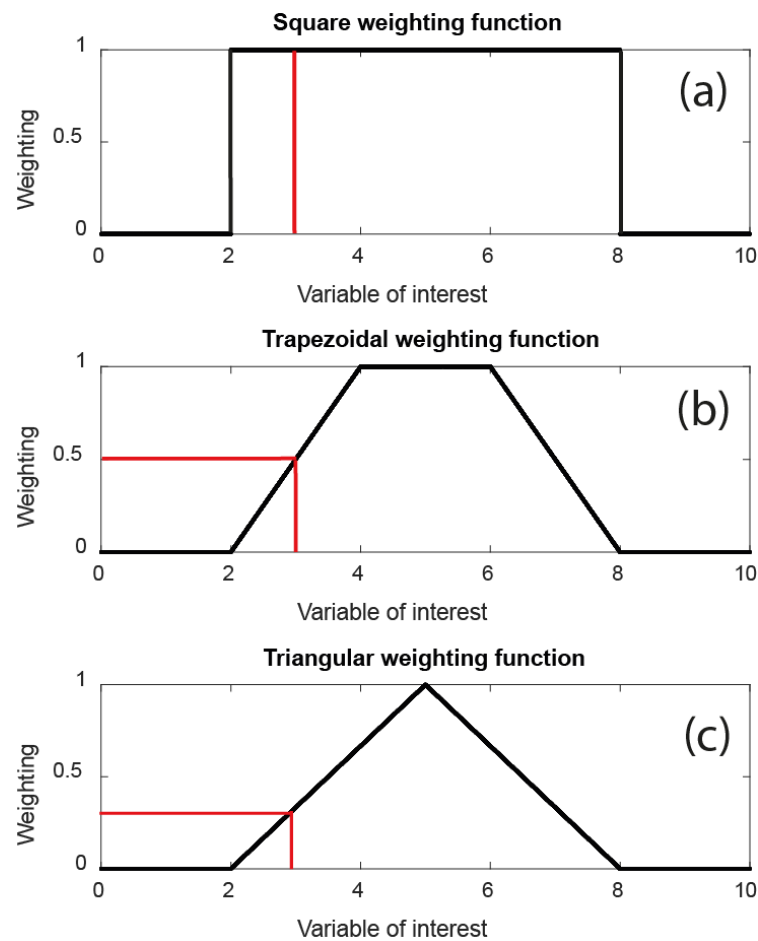 Square weighting function
1
0.5
0
Weighting
(a)
0 2 4 6 8 10
Variable of interest
Trapezoidal weighting function
1
0.5
0
Weighting
(b)
0 2 4 6 8 10
Variable of interest
Triangular weighting function
1
0.5
0
Weighting
(c)
0 2 4 6 8 10
Variable of interest